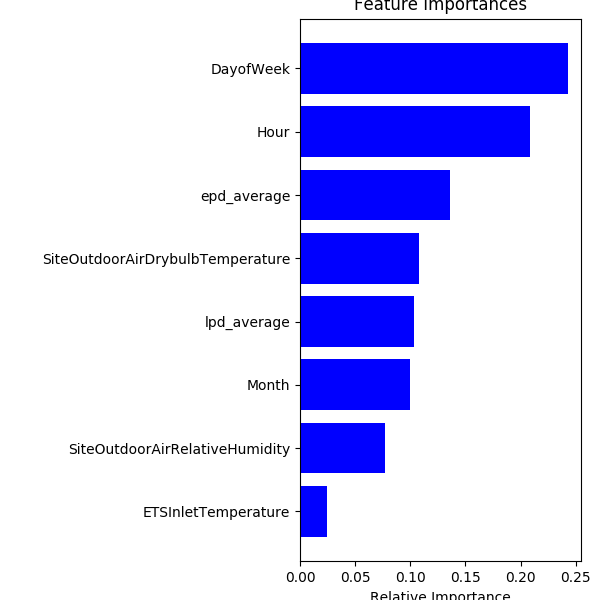 Feature Importances
DayofWeek
Hour
epd_average
SiteOutdoorAirDrybulbTemperature
lpd_average
Month
SiteOutdoorAirRelativeHumidity
ETSInletTemperature
0.00 0.05 0.10 0.15 0.20 0.25
Relative Importance